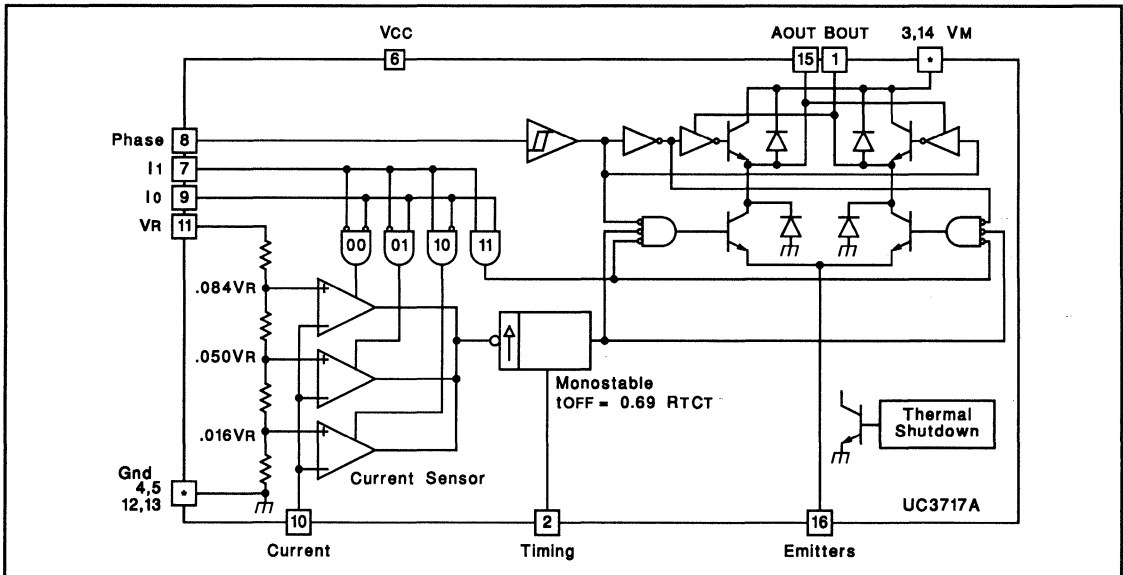 VCC
AOUT BOUT
3,14 VM
6
15
1
*
Phase 8
I1 7
I0 9
VR 11
00
01
10
11
.084VR
+
−
.050VR
+
−
.016VR
+
−
Monostable
tOFF = 0.69 RTCT
Current Sensor
Thermal
Shutdown
Gnd
4,5
12,13
*
UC3717A
10
2
16
Current
Timing
Emitters